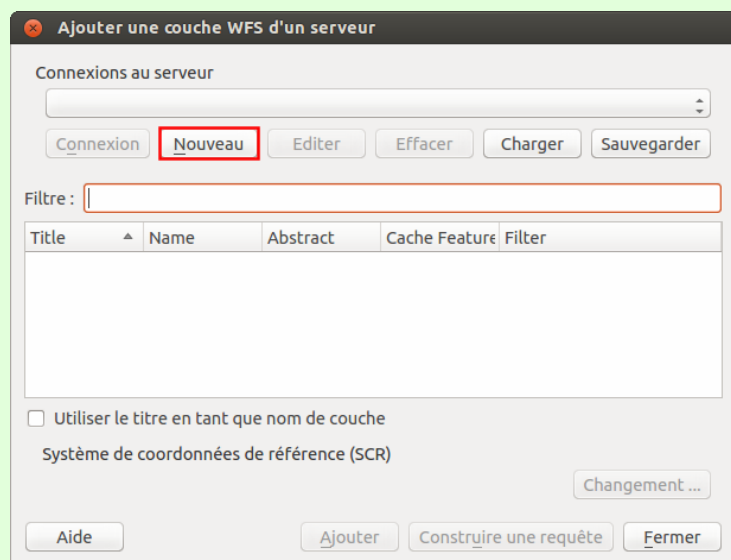 Ajouter une couche WFS d'un serveur
Connexions au serveur
Connexion Nouveau Editer Effacer Charger Sauvegarder
Filtre :
Title Name Abstract Cache Feature Filter
Utiliser le titre en tant que nom de couche
Système de coordonnées de référence (SCR)
Changement ...
Aide Ajouter Construire une requête Fermer